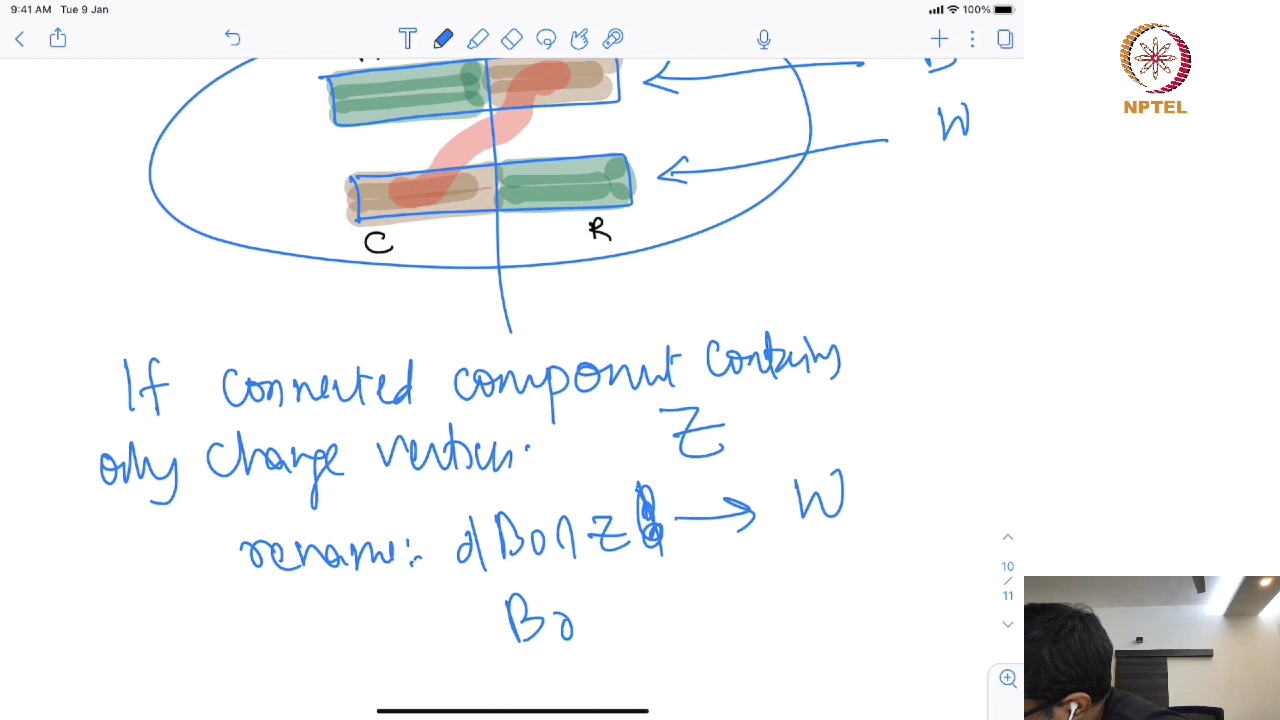 9:41 AM Tue 9 Jan 100%
T
NPTEL
W
C R
If connected component contains
only change vertices. Z
rename: B0 ∩ Z → W
B0
10
/
11